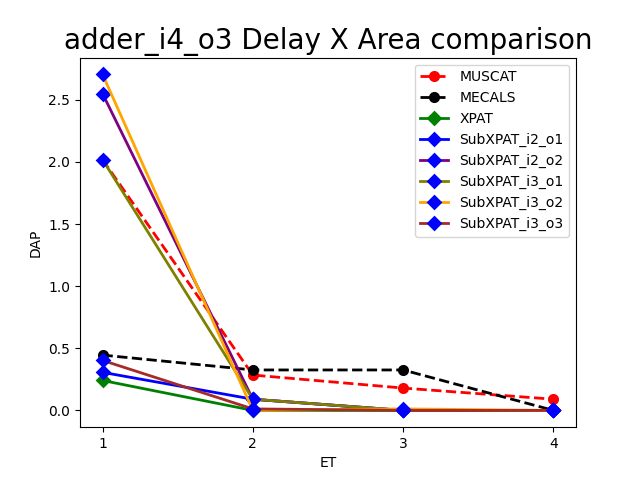 adder_i4_o3 Delay X Area comparison
MUSCAT
MECALS
XPAT
SubXPAT_i2_o1
SubXPAT_i2_o2
SubXPAT_i3_o1
SubXPAT_i3_o2
SubXPAT_i3_o3
DAP
2.5
2.0
1.5
1.0
0.5
0.0
1 2 3 4
ET